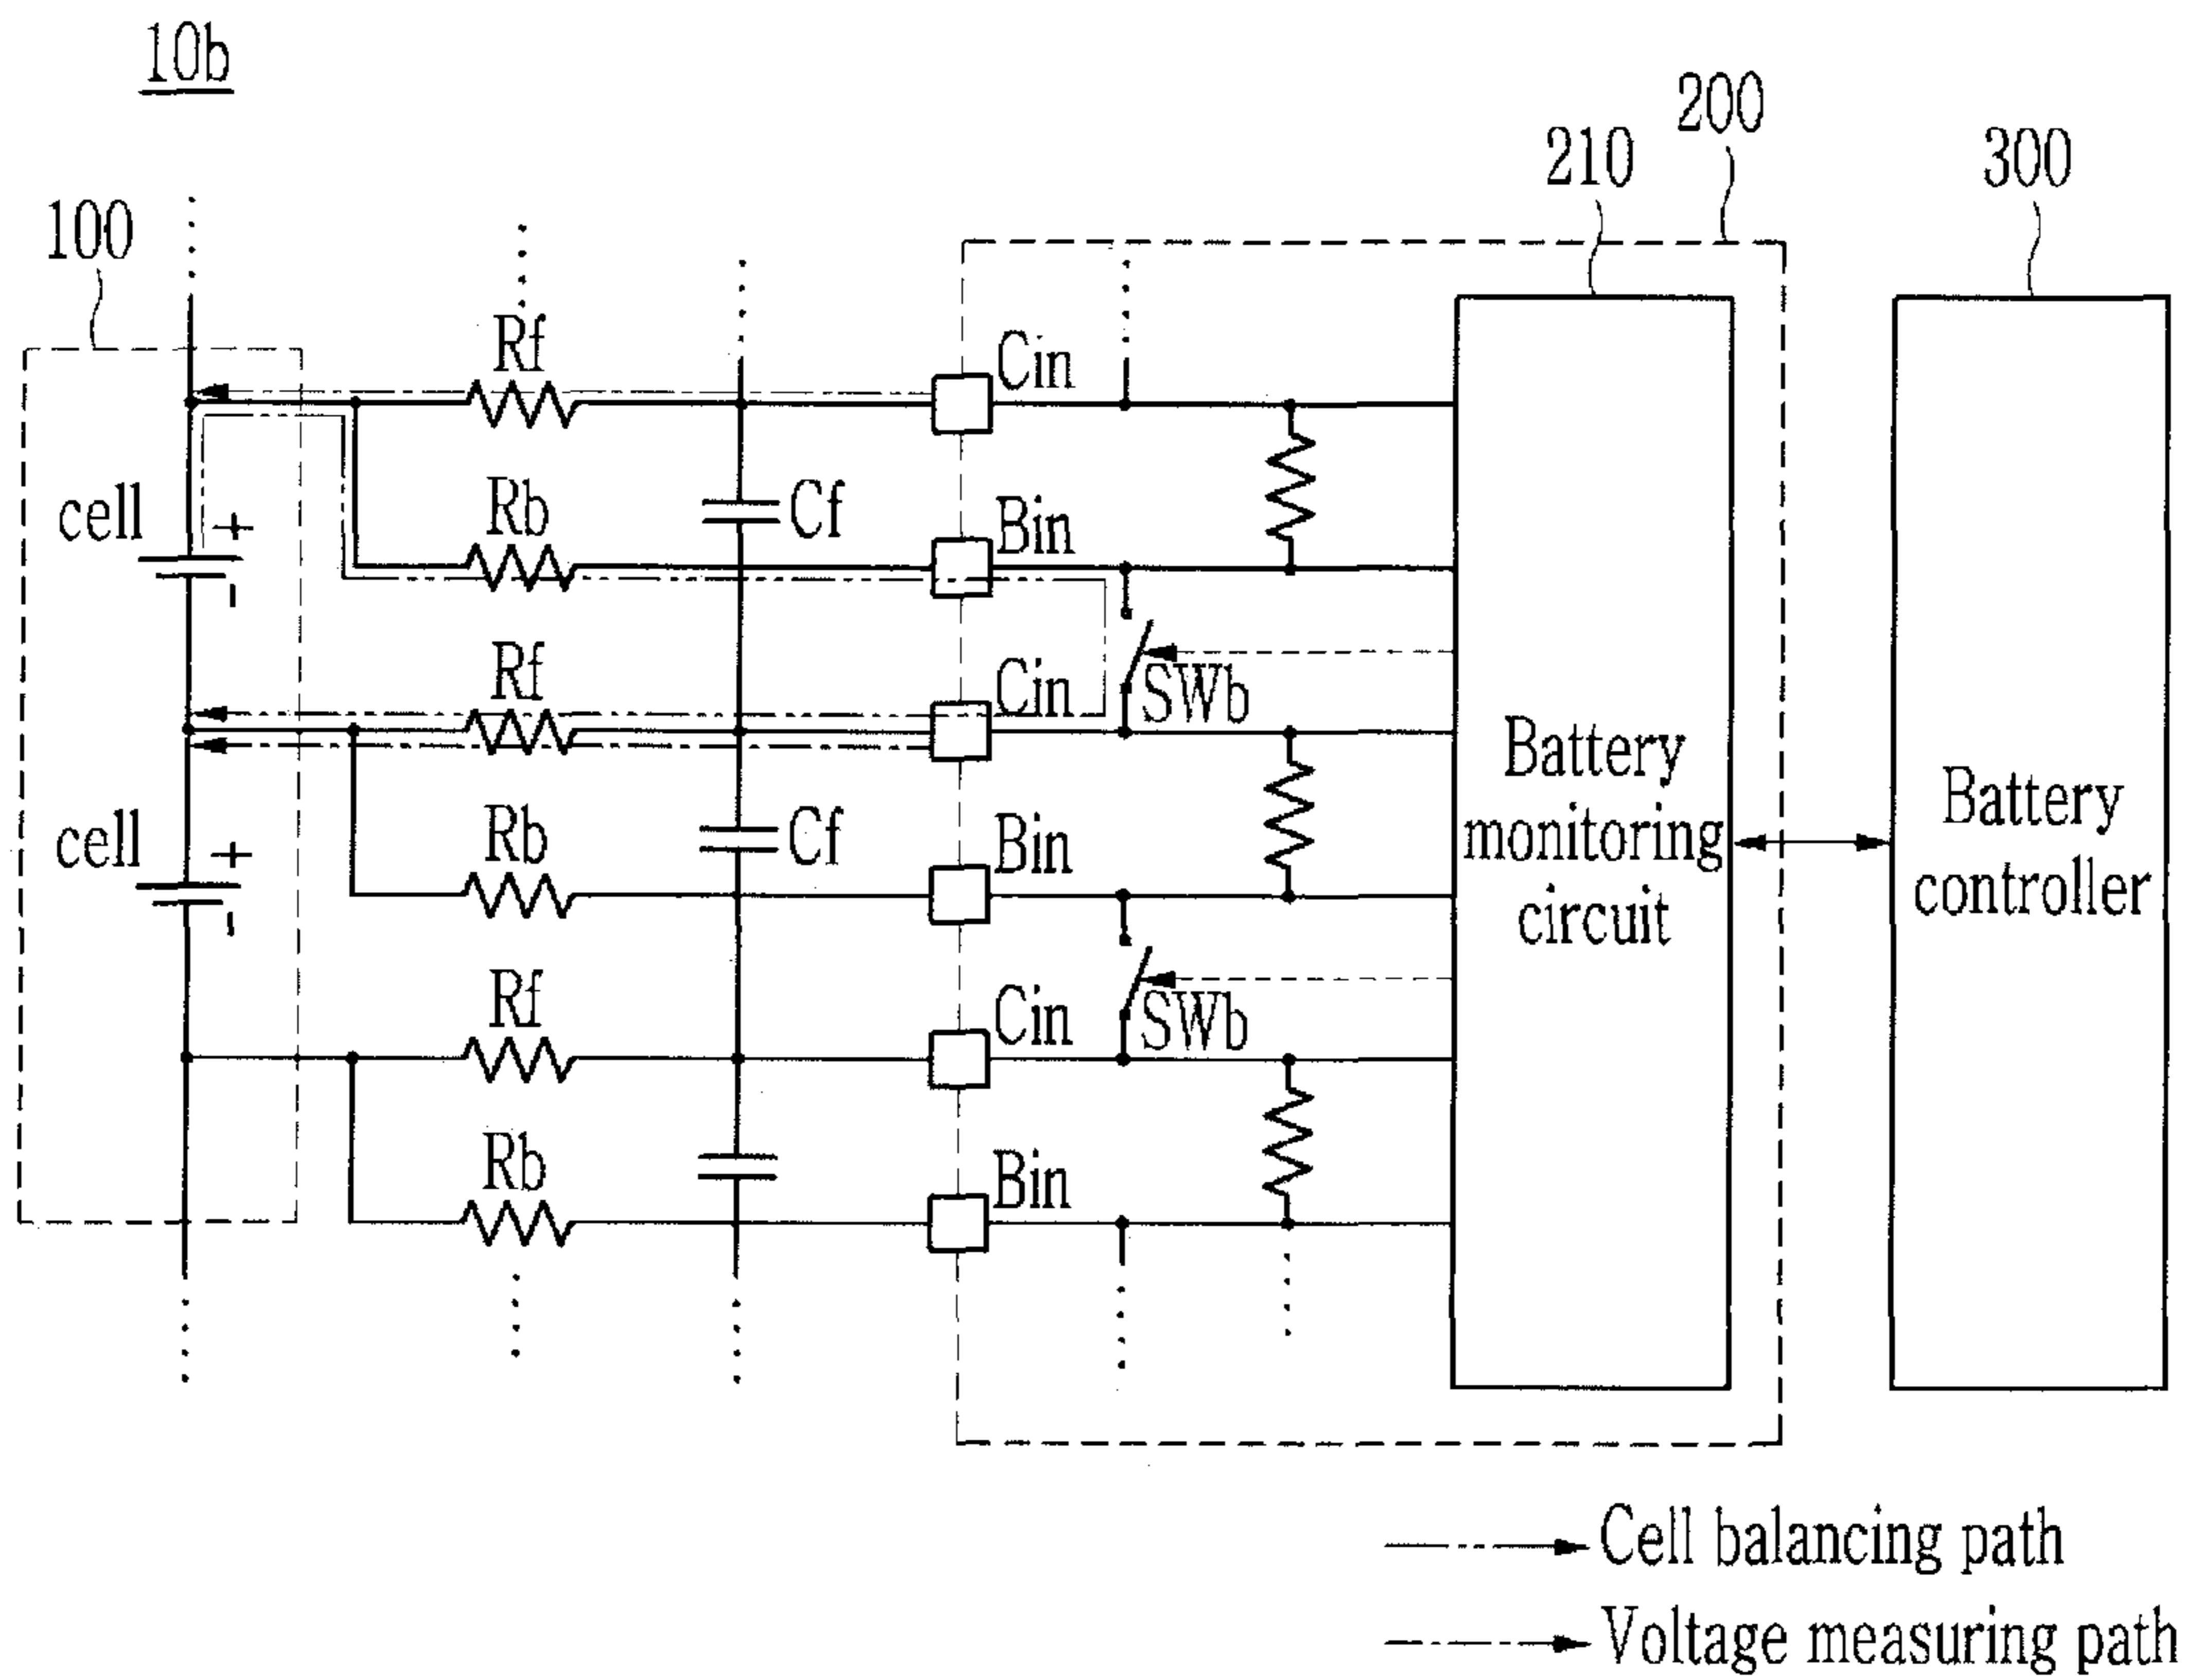 10b
200
210
300
100
Rf
Cin
cell
+
-
Rb
Cf
Bin
Rf
Cin
SWb
cell
+
-
Rb
Cf
Bin
Battery
monitoring
circuit
Battery
controller
Rf
Cin
SWb
Rb
Bin
Cell balancing path
Voltage measuring path